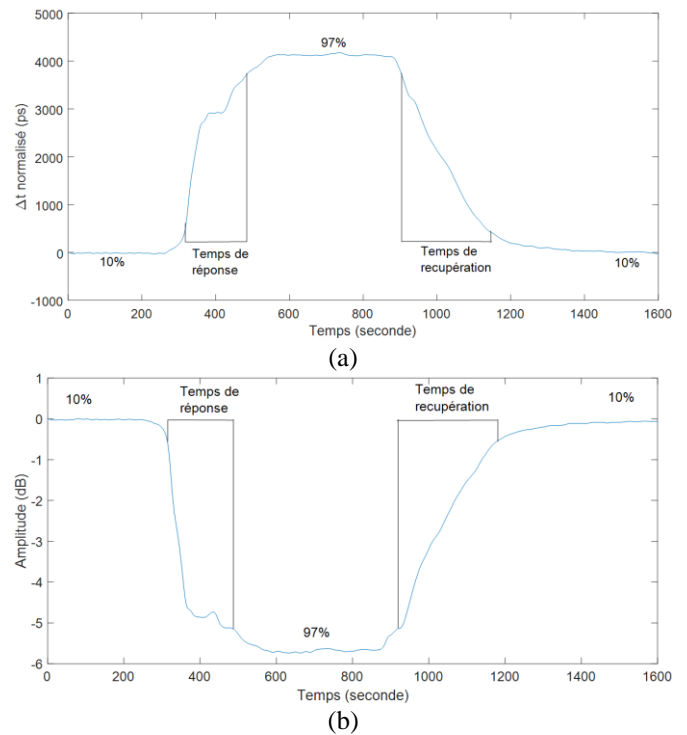 5000
4000
3000
2000
1000
0
-1000
Δt normalisé (ps)
97%
10%
Temps de
réponse
Temps de
recupération
10%
0 200 400 600 800 1000 1200 1400 1600
Temps (seconde)
(a)
1
0
-1
-2
-3
-4
-5
-6
Amplitude (dB)
10%
Temps de
réponse
97%
Temps de
recupération
10%
0 200 400 600 800 1000 1200 1400 1600
Temps (seconde)
(b)